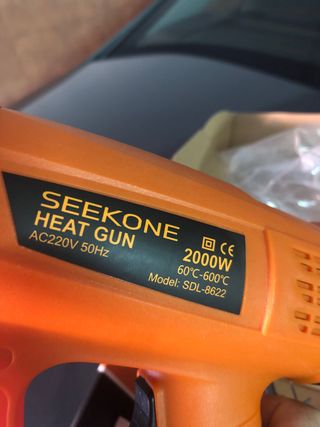 SEEKONE
HEAT GUN
AC220V 50Hz
CE
2000W
60℃-600℃
Model: SDL-8622